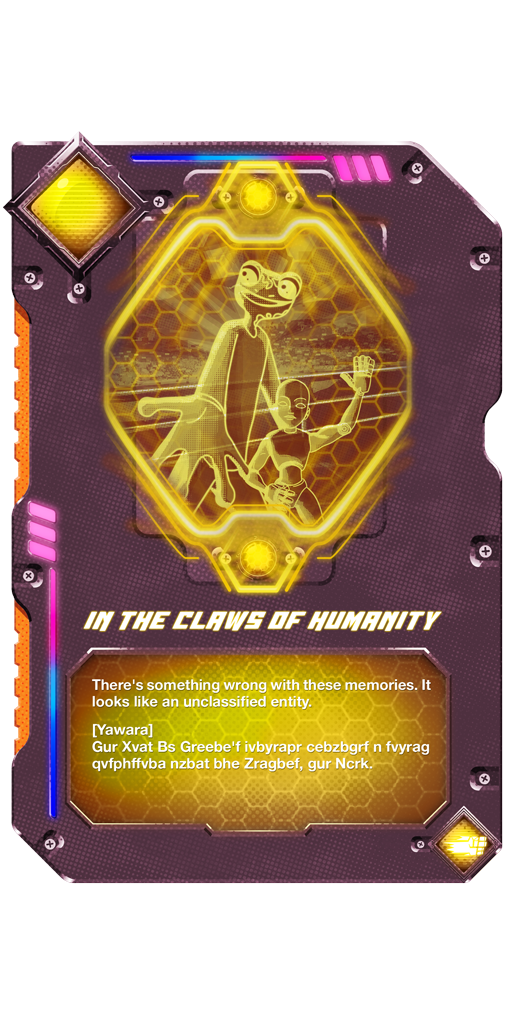 IN THE CLAWS OF HUMANITY
There's something wrong with these memories. It
looks like an unclassified entity.
[Yawara]
Gur Xvat Bs Greebe'f ivbyrapr cebzbgrf n fvyrag
qvfphffvba nzbat bhe Zragbef, gur Ncrk.